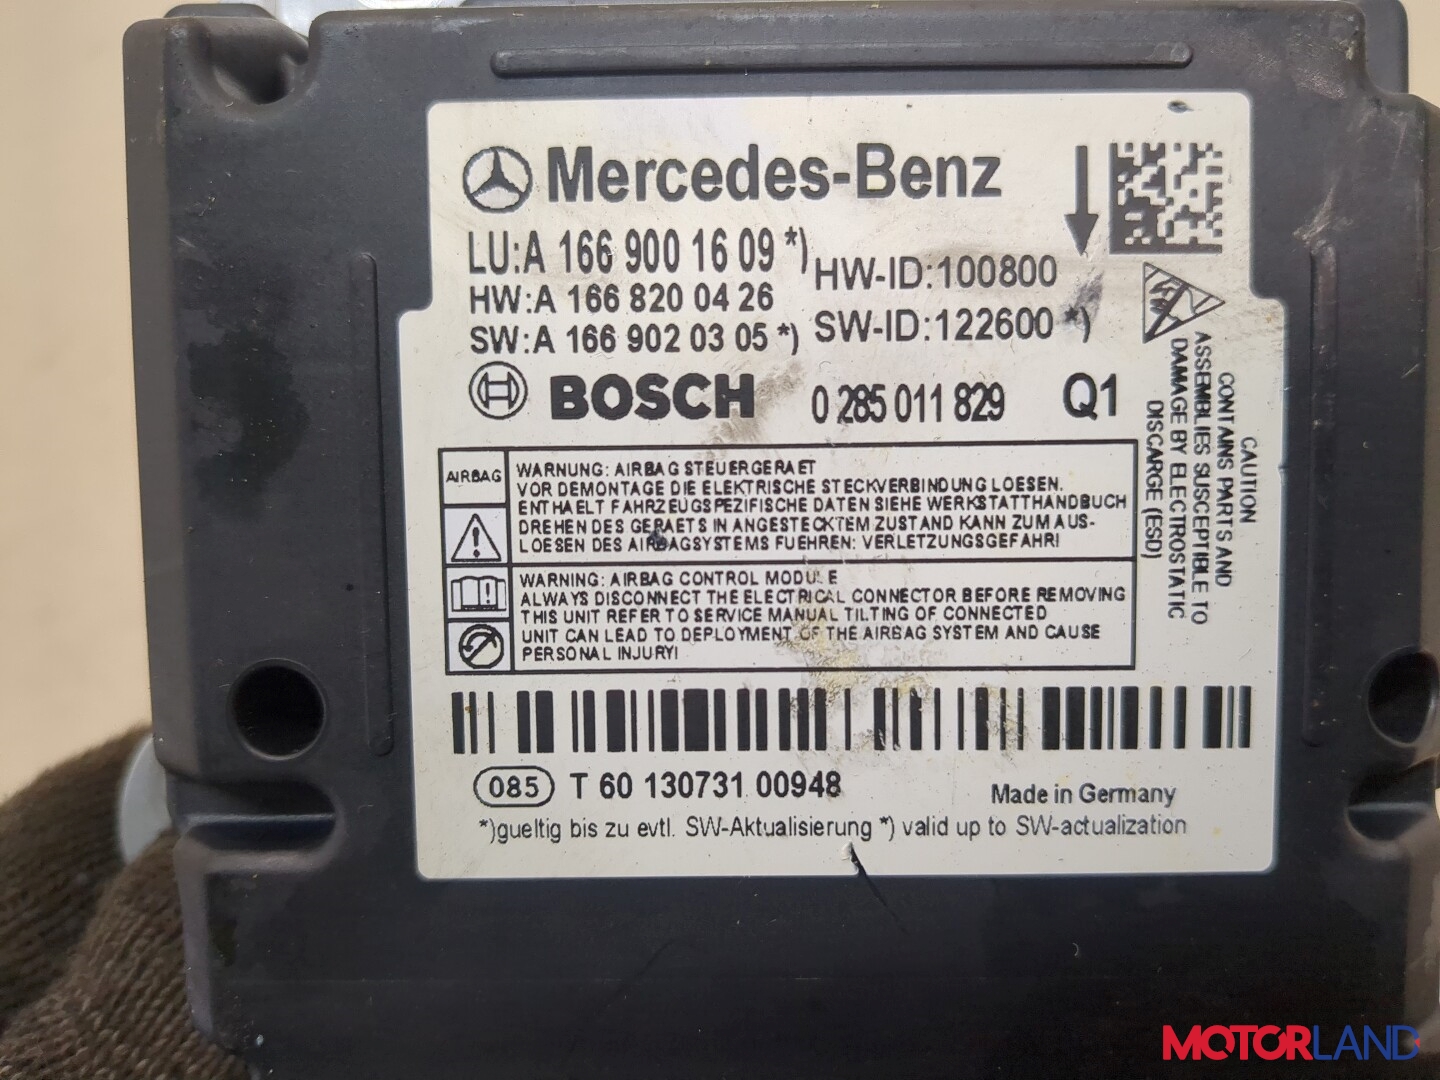 Mercedes-Benz
LU:A 166 900 16 09 *)
HW-ID:100800
HW:A 166 820 04 26
SW:A 166 902 03 05 *)
SW-ID:122600 *)
BOSCH
0 285 011 829
Q1
CAUTION
CONTAINS PARTS AND
ASSEMBLIES SUSCEPTIBLE TO
DAMAGE BY ELECTROSTATIC
DISCARGE (ESD)
AIRBAG
WARNUNG: AIRBAG STEUERGERAET
VOR DEMONTAGE DIE ELEKTRISCHE STECKVERBINDUNG LOESEN.
ENTHAELT FAHRZEUGSPEZIFISCHE DATEN SIEHE WERKSTATTHANDBUCH
DREHEN DES GERAETS IN ANGESTECKTEM ZUSTAND KANN ZUM AUS-
LOESEN DES AIRBAGSYSTEMS FUEHREN: VERLETZUNGSGEFAHR!
WARNING: AIRBAG CONTROL MODULE
ALWAYS DISCONNECT THE ELECTRICAL CONNECTOR BEFORE REMOVING
THIS UNIT REFER TO SERVICE MANUAL TILTING OF CONNECTED
UNIT CAN LEAD TO DEPLOYMENT OF THE AIRBAG SYSTEM AND CAUSE
PERSONAL INJURY!
085 T 60 130731 00948
Made in Germany
*)gueltig bis zu evtl. SW-Aktualisierung *) valid up to SW-actualization
MOTORLAND